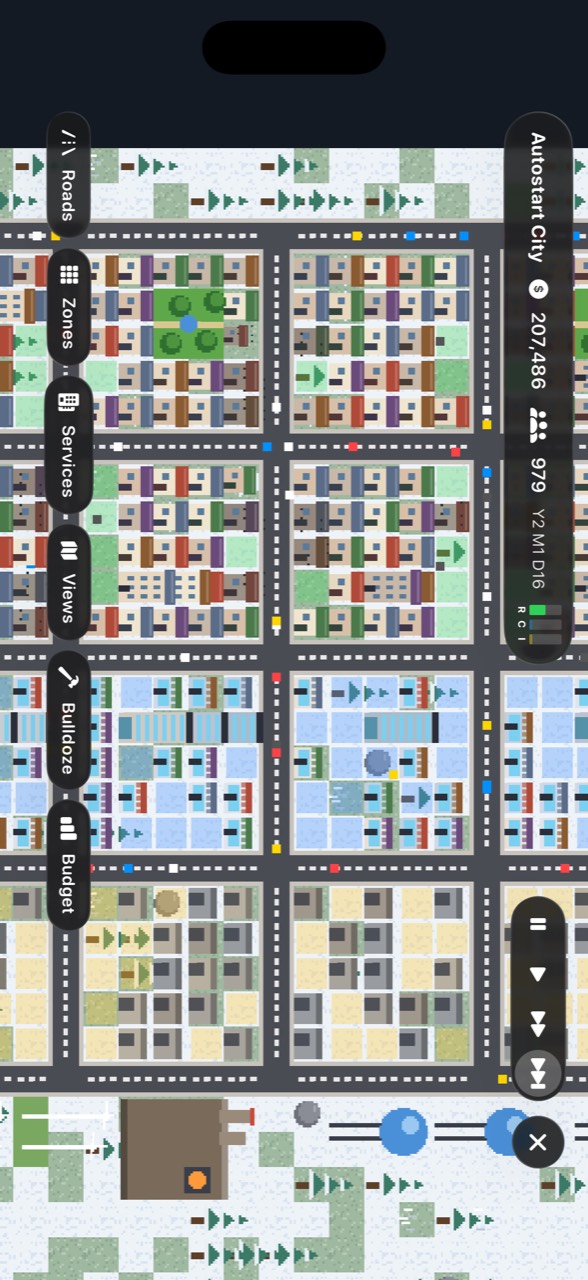 Autostart City $ 207,486 979 Y2 M1 D16 R C I
Roads
Zones
Services
Views
Bulldoze
Budget